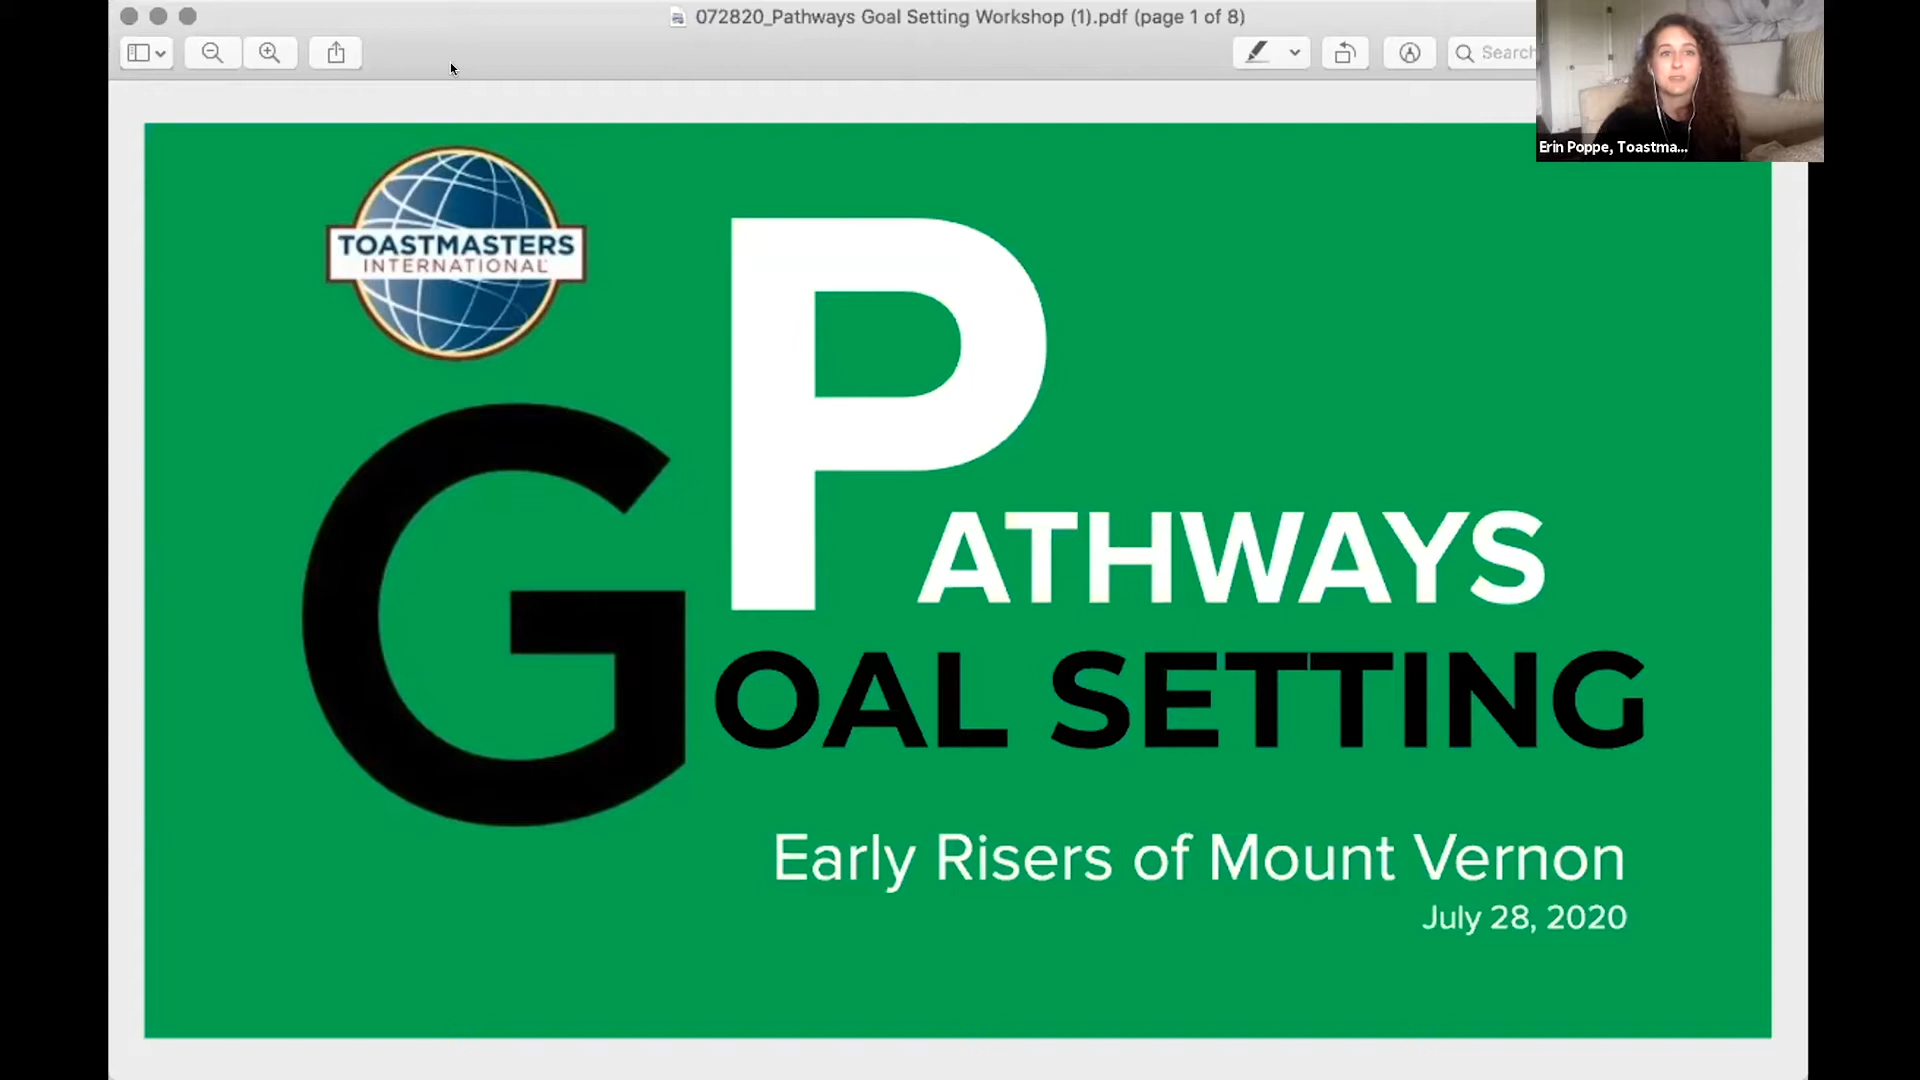 072820_Pathways Goal Setting Workshop (1).pdf (page 1 of 8)
Search
Erin Poppe, Toastma...
TOASTMASTERS
INTERNATIONAL
PATHWAYS
GOAL SETTING
Early Risers of Mount Vernon
July 28, 2020